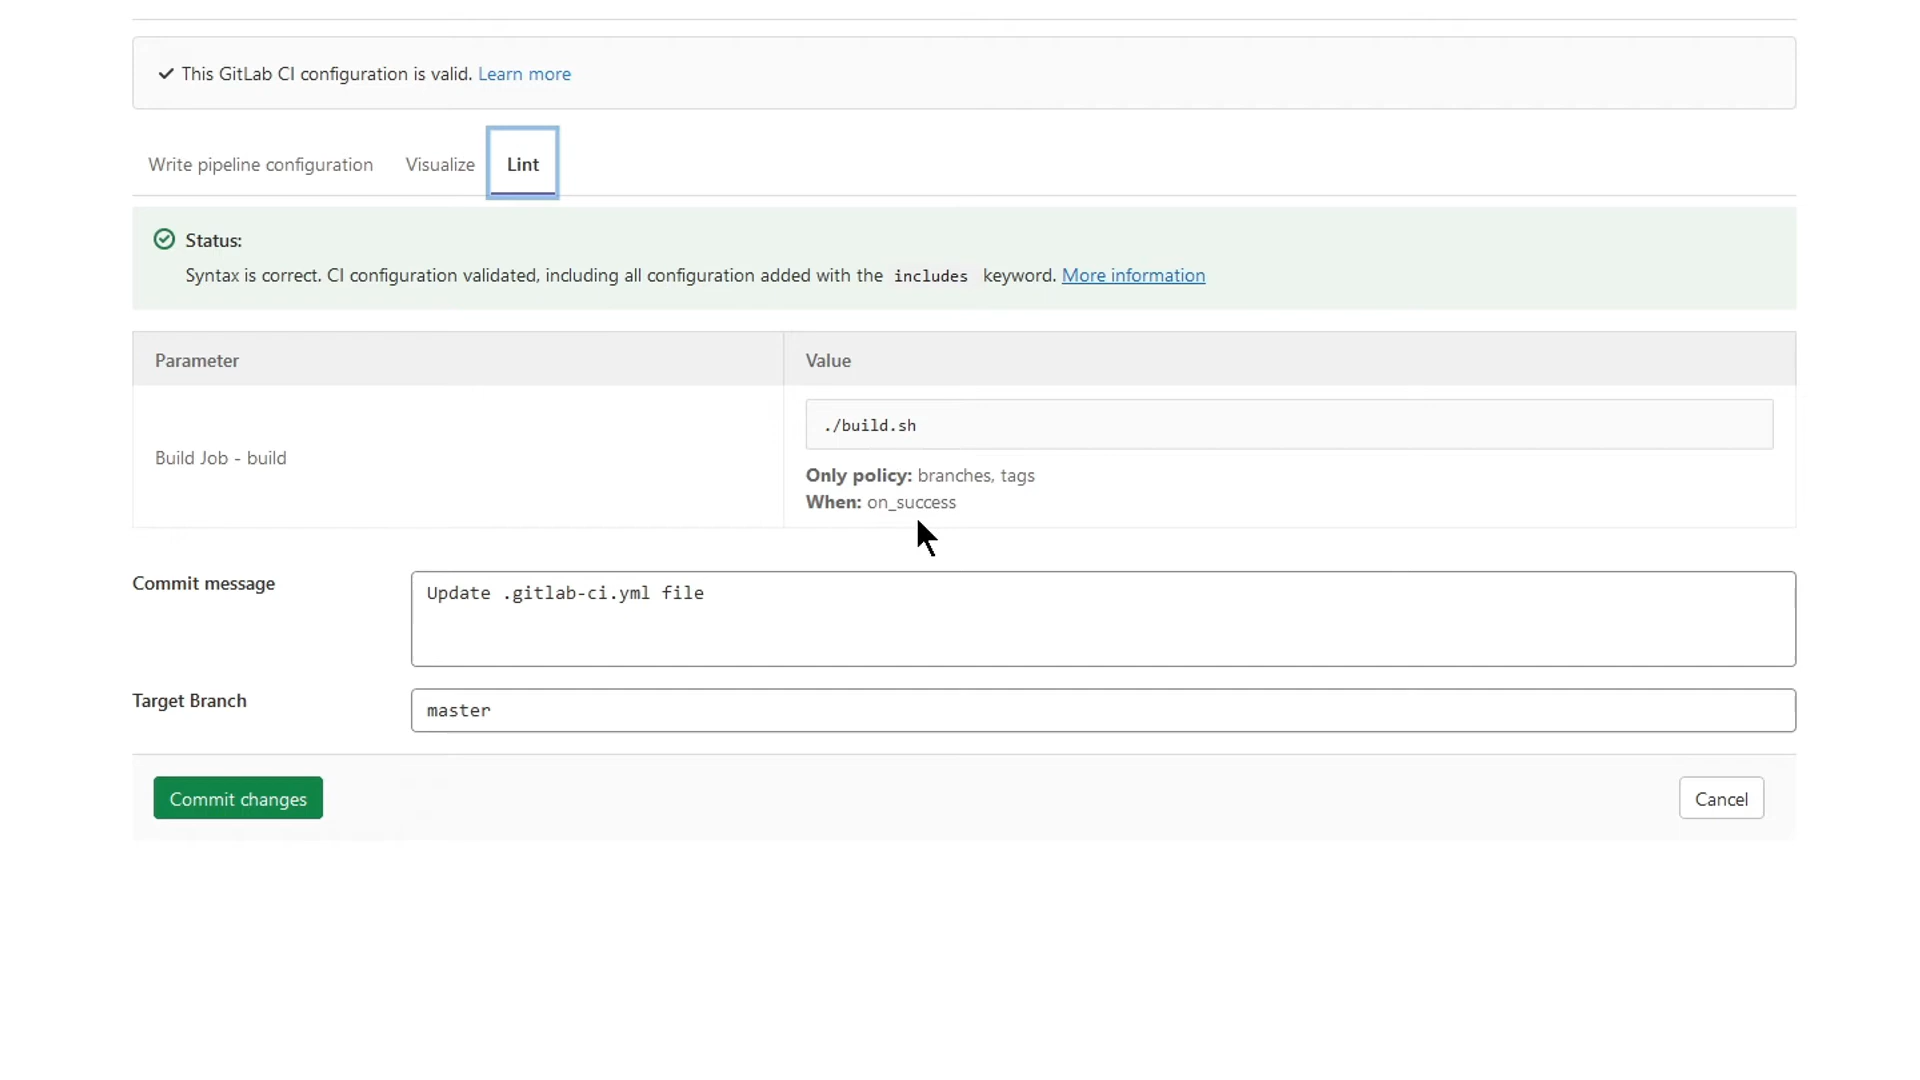 This GitLab CI configuration is valid. Learn more
Write pipeline configuration Visualize Lint
Status:
Syntax is correct. CI configuration validated, including all configuration added with the includes keyword. More information
Parameter Value
Build Job - build
./build.sh
Only policy: branches, tags
When: on_success
Commit message
Update .gitlab-ci.yml file
Target Branch
master
Commit changes Cancel